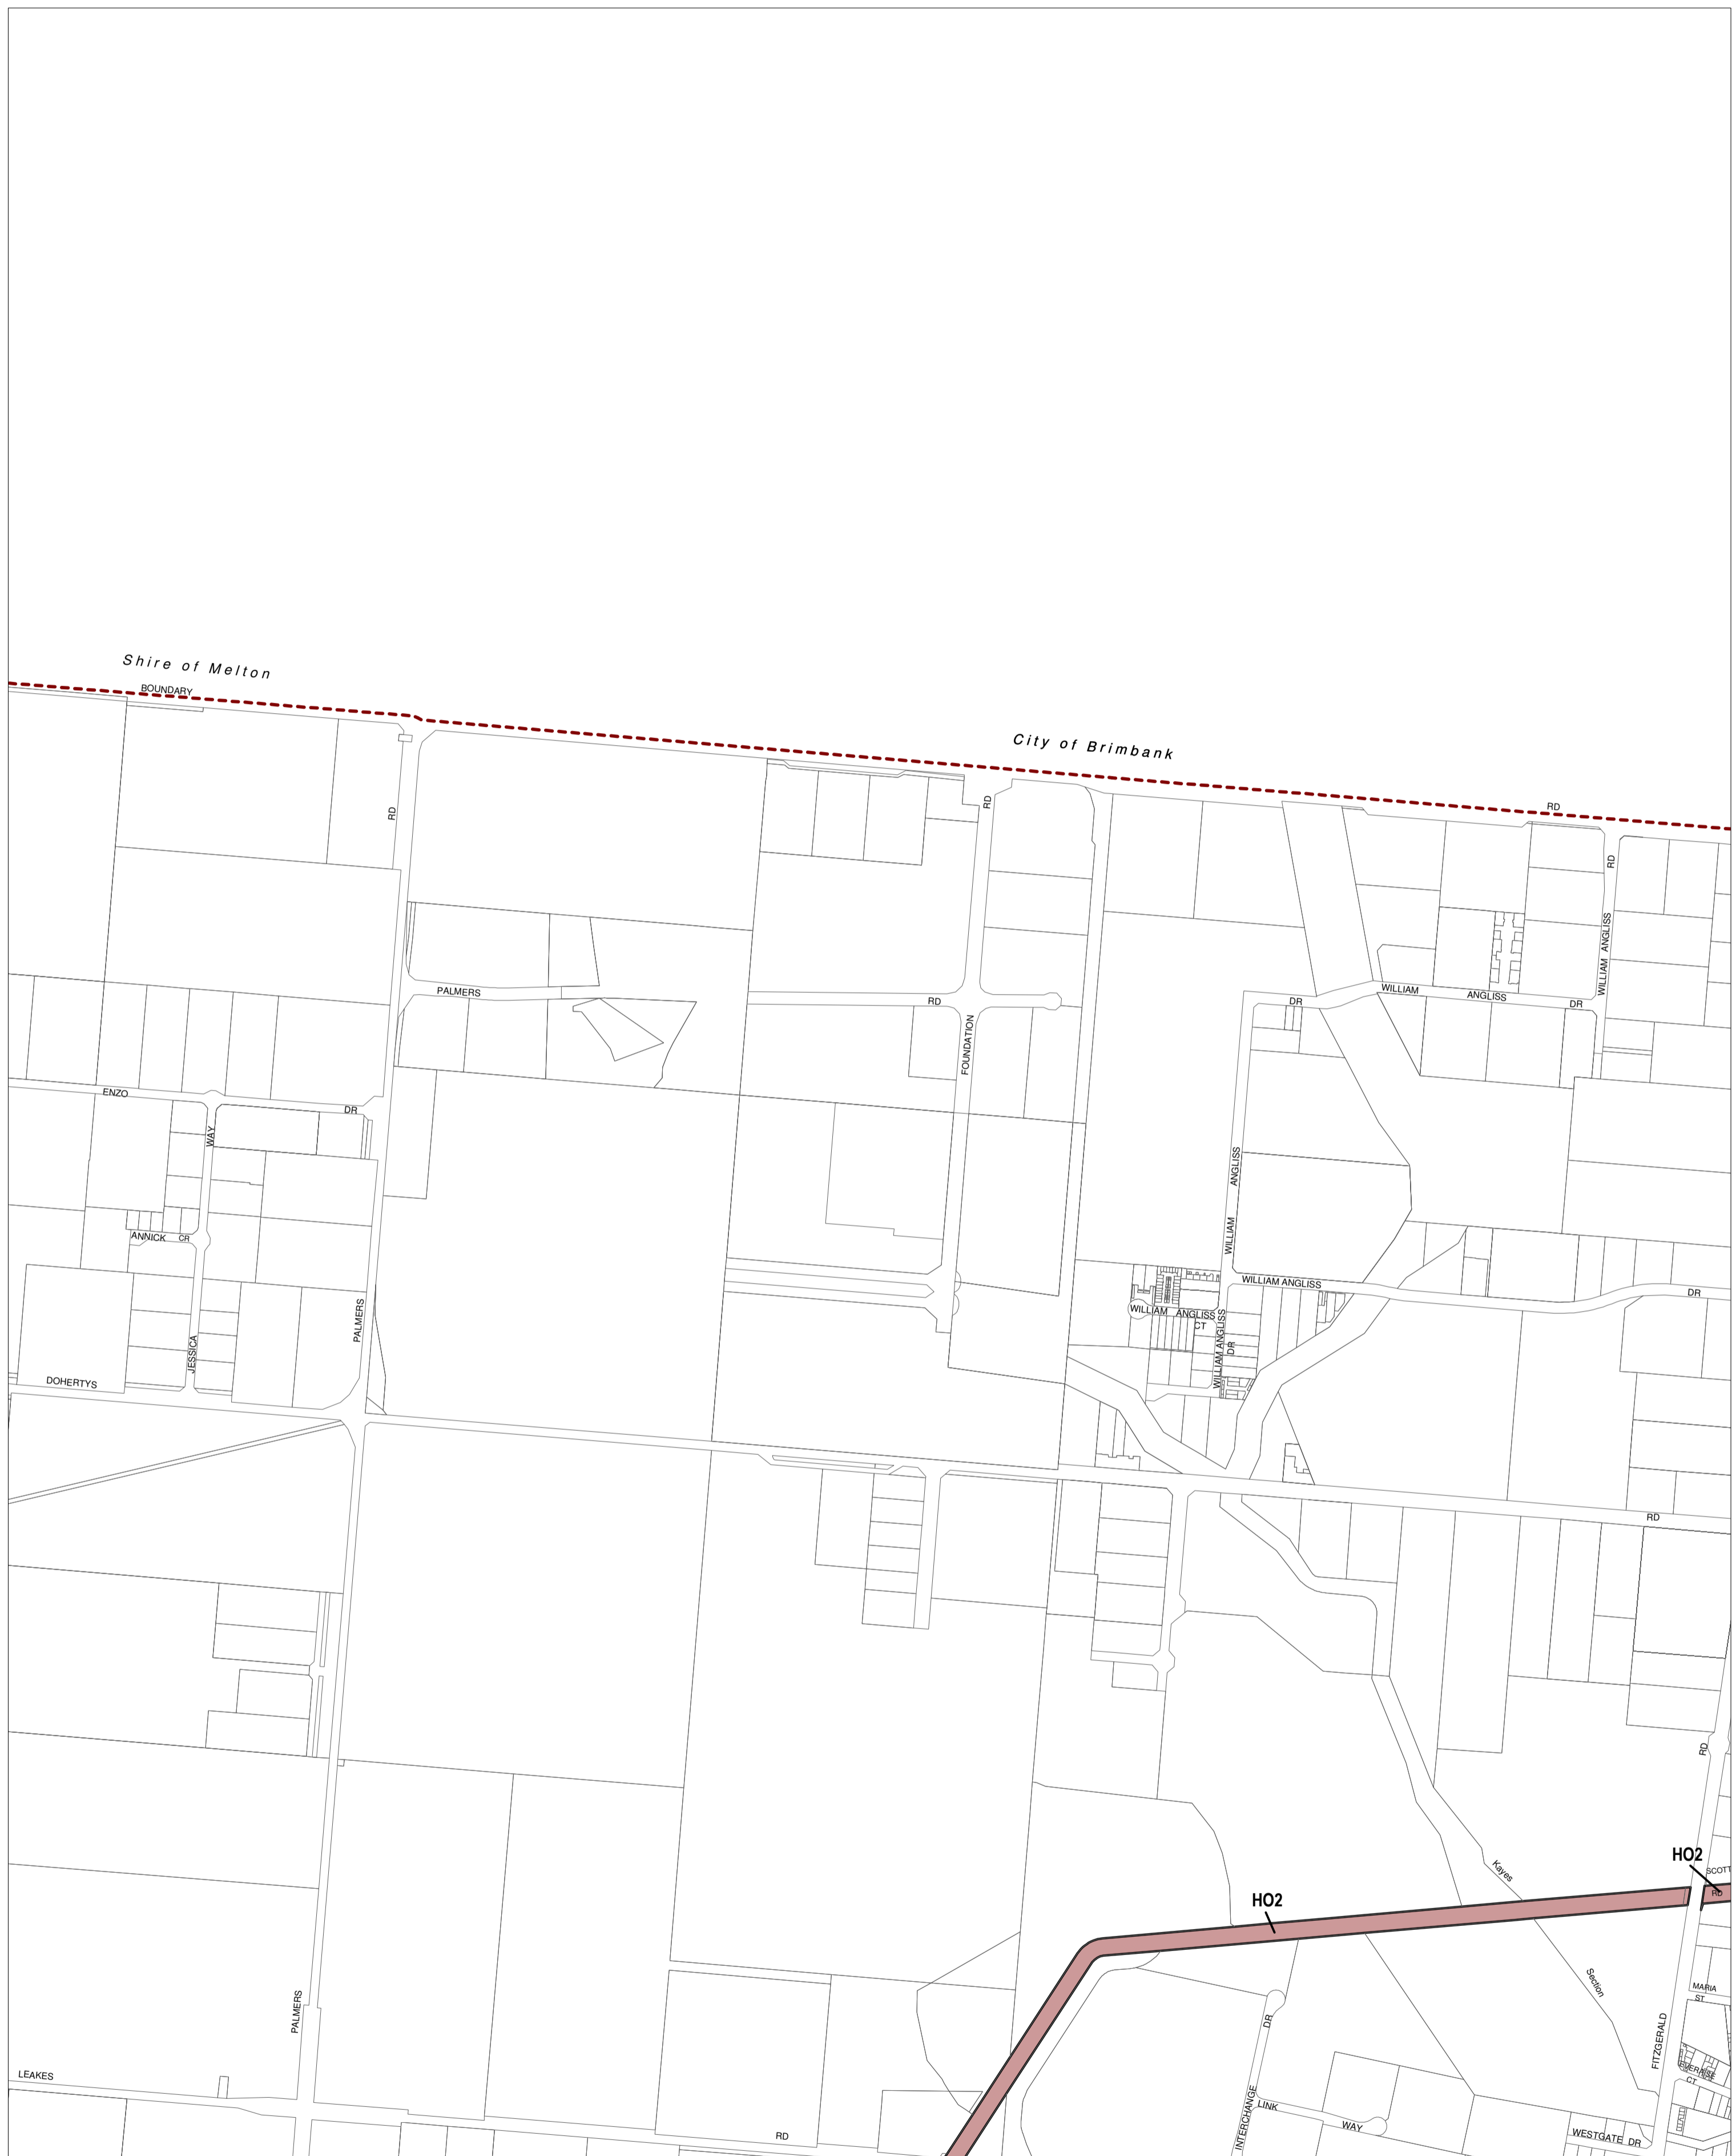 Shire of Melton
BOUNDARY
City of Brimbank
RD
RD
RD
RD
PALMERS
RD
WILLIAM ANGLISS
WILLIAM ANGLISS DR
DR
FOUNDATION
ENZO
DR
WAY
ANGLISS
WILLIAM
ANNICK CR
WILLIAM ANGLISS
DR
WILLIAM ANGLISS
CT
PALMERS
JESSICA
WILLIAM ANGLISS
DR
DOHERTYS
RD
RD
HO2
SCOTT
RD
Kayes
HO2
Section
MARIA
ST
PALMERS
DR
FITZGERALD
CT
LEAKES
INTERCHANGE
LINK
WAY
WESTGATE DR
RD